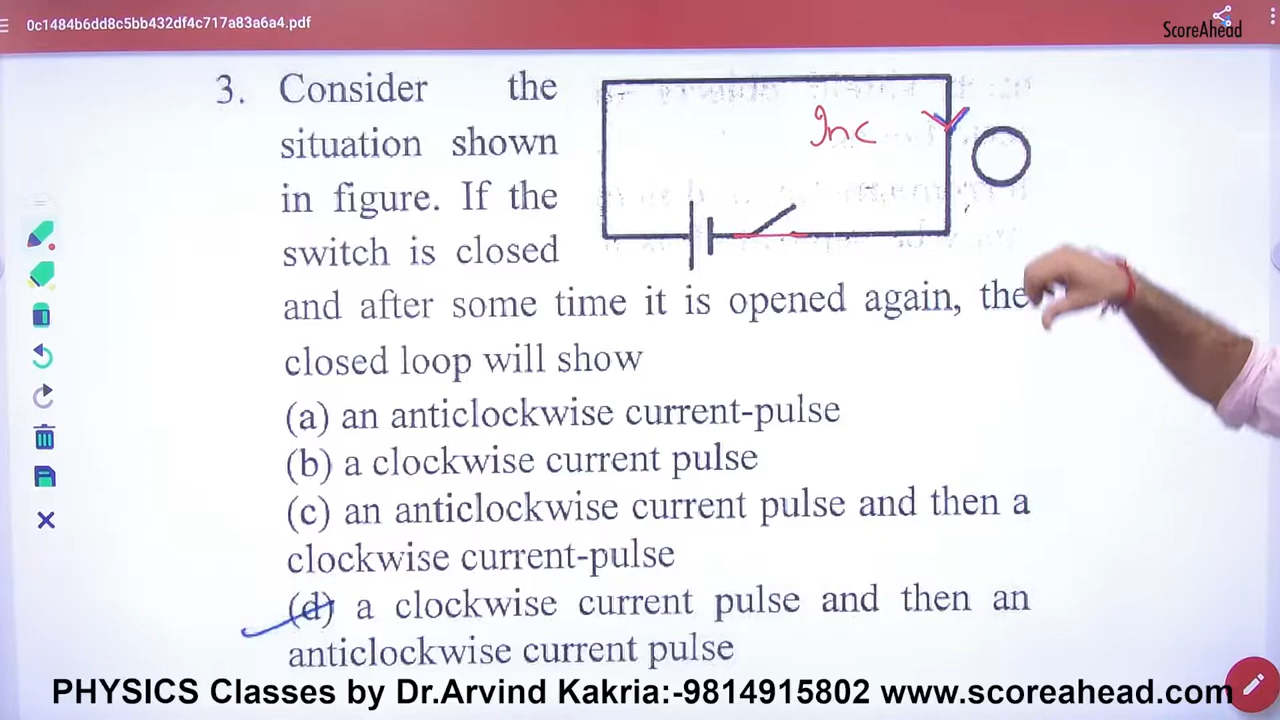 0c1484b6dd8c5bb432df4c717a83a6a4.pdf
ScoreAhead
3. Consider the
situation shown
in figure. If the
switch is closed
and after some time it is opened again, the
closed loop will show
(a) an anticlockwise current-pulse
(b) a clockwise current pulse
(c) an anticlockwise current pulse and then a
clockwise current-pulse
(d) a clockwise current pulse and then an
anticlockwise current pulse
Inc
PHYSICS Classes by Dr.Arvind Kakria:-9814915802 www.scoreahead.com